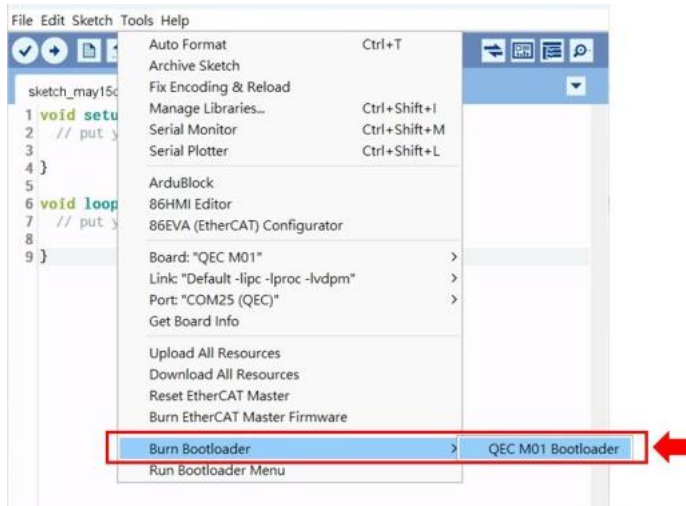 File Edit Sketch Tools Help
Auto Format Ctrl+T
Archive Sketch
Fix Encoding & Reload
Manage Libraries... Ctrl+Shift+I
Serial Monitor Ctrl+Shift+M
Serial Plotter Ctrl+Shift+L
ArduBlock
86HMI Editor
86EVA (EtherCAT) Configurator
Board: "QEC M01"
Link: "Default -lipc -lproc -lvdpm"
Port: "COM25 (QEC)"
Get Board Info
Upload All Resources
Download All Resources
Reset EtherCAT Master
Burn EtherCAT Master Firmware
Burn Bootloader
QEC M01 Bootloader
Run Bootloader Menu
sketch_may15
1 void setu
2 // put y
3
4 }
5
6 void loop
7 // put y
8
9 }